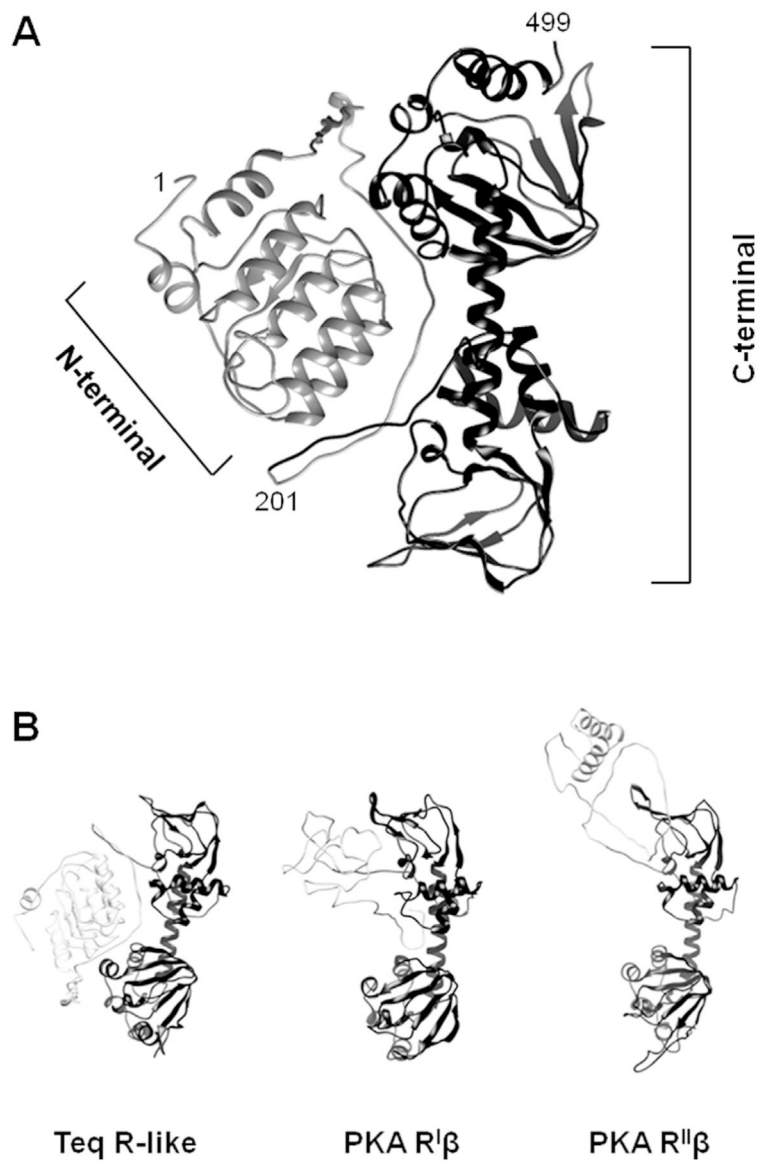 A
499
1
N-terminal
C-terminal
201
B
Teq R-like
PKA Rᴵβ
PKA Rᴵᴵβ